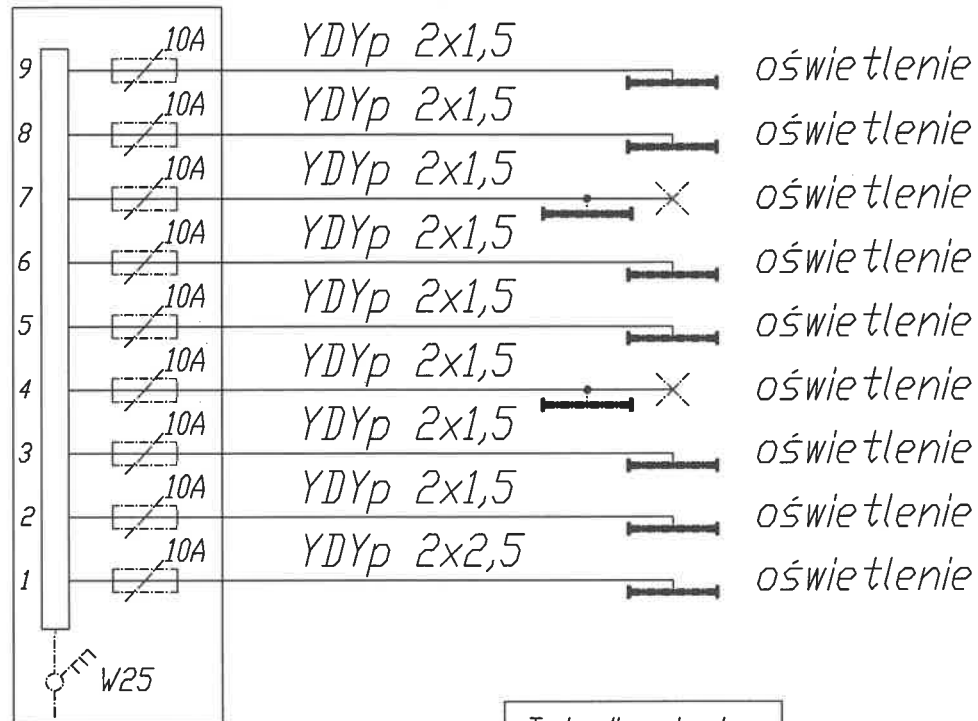 10A YDYp 2x1,5
9 oświetlenie
10A YDYp 2x1,5
8 oświetlenie
10A YDYp 2x1,5
7 oświetlenie
10A YDYp 2x1,5
6 oświetlenie
10A YDYp 2x1,5
5 oświetlenie
10A YDYp 2x1,5
4 oświetlenie
10A YDYp 2x1,5
3 oświetlenie
10A YDYp 2x1,5
2 oświetlenie
10A YDYp 2x2,5
1 oświetlenie
W25